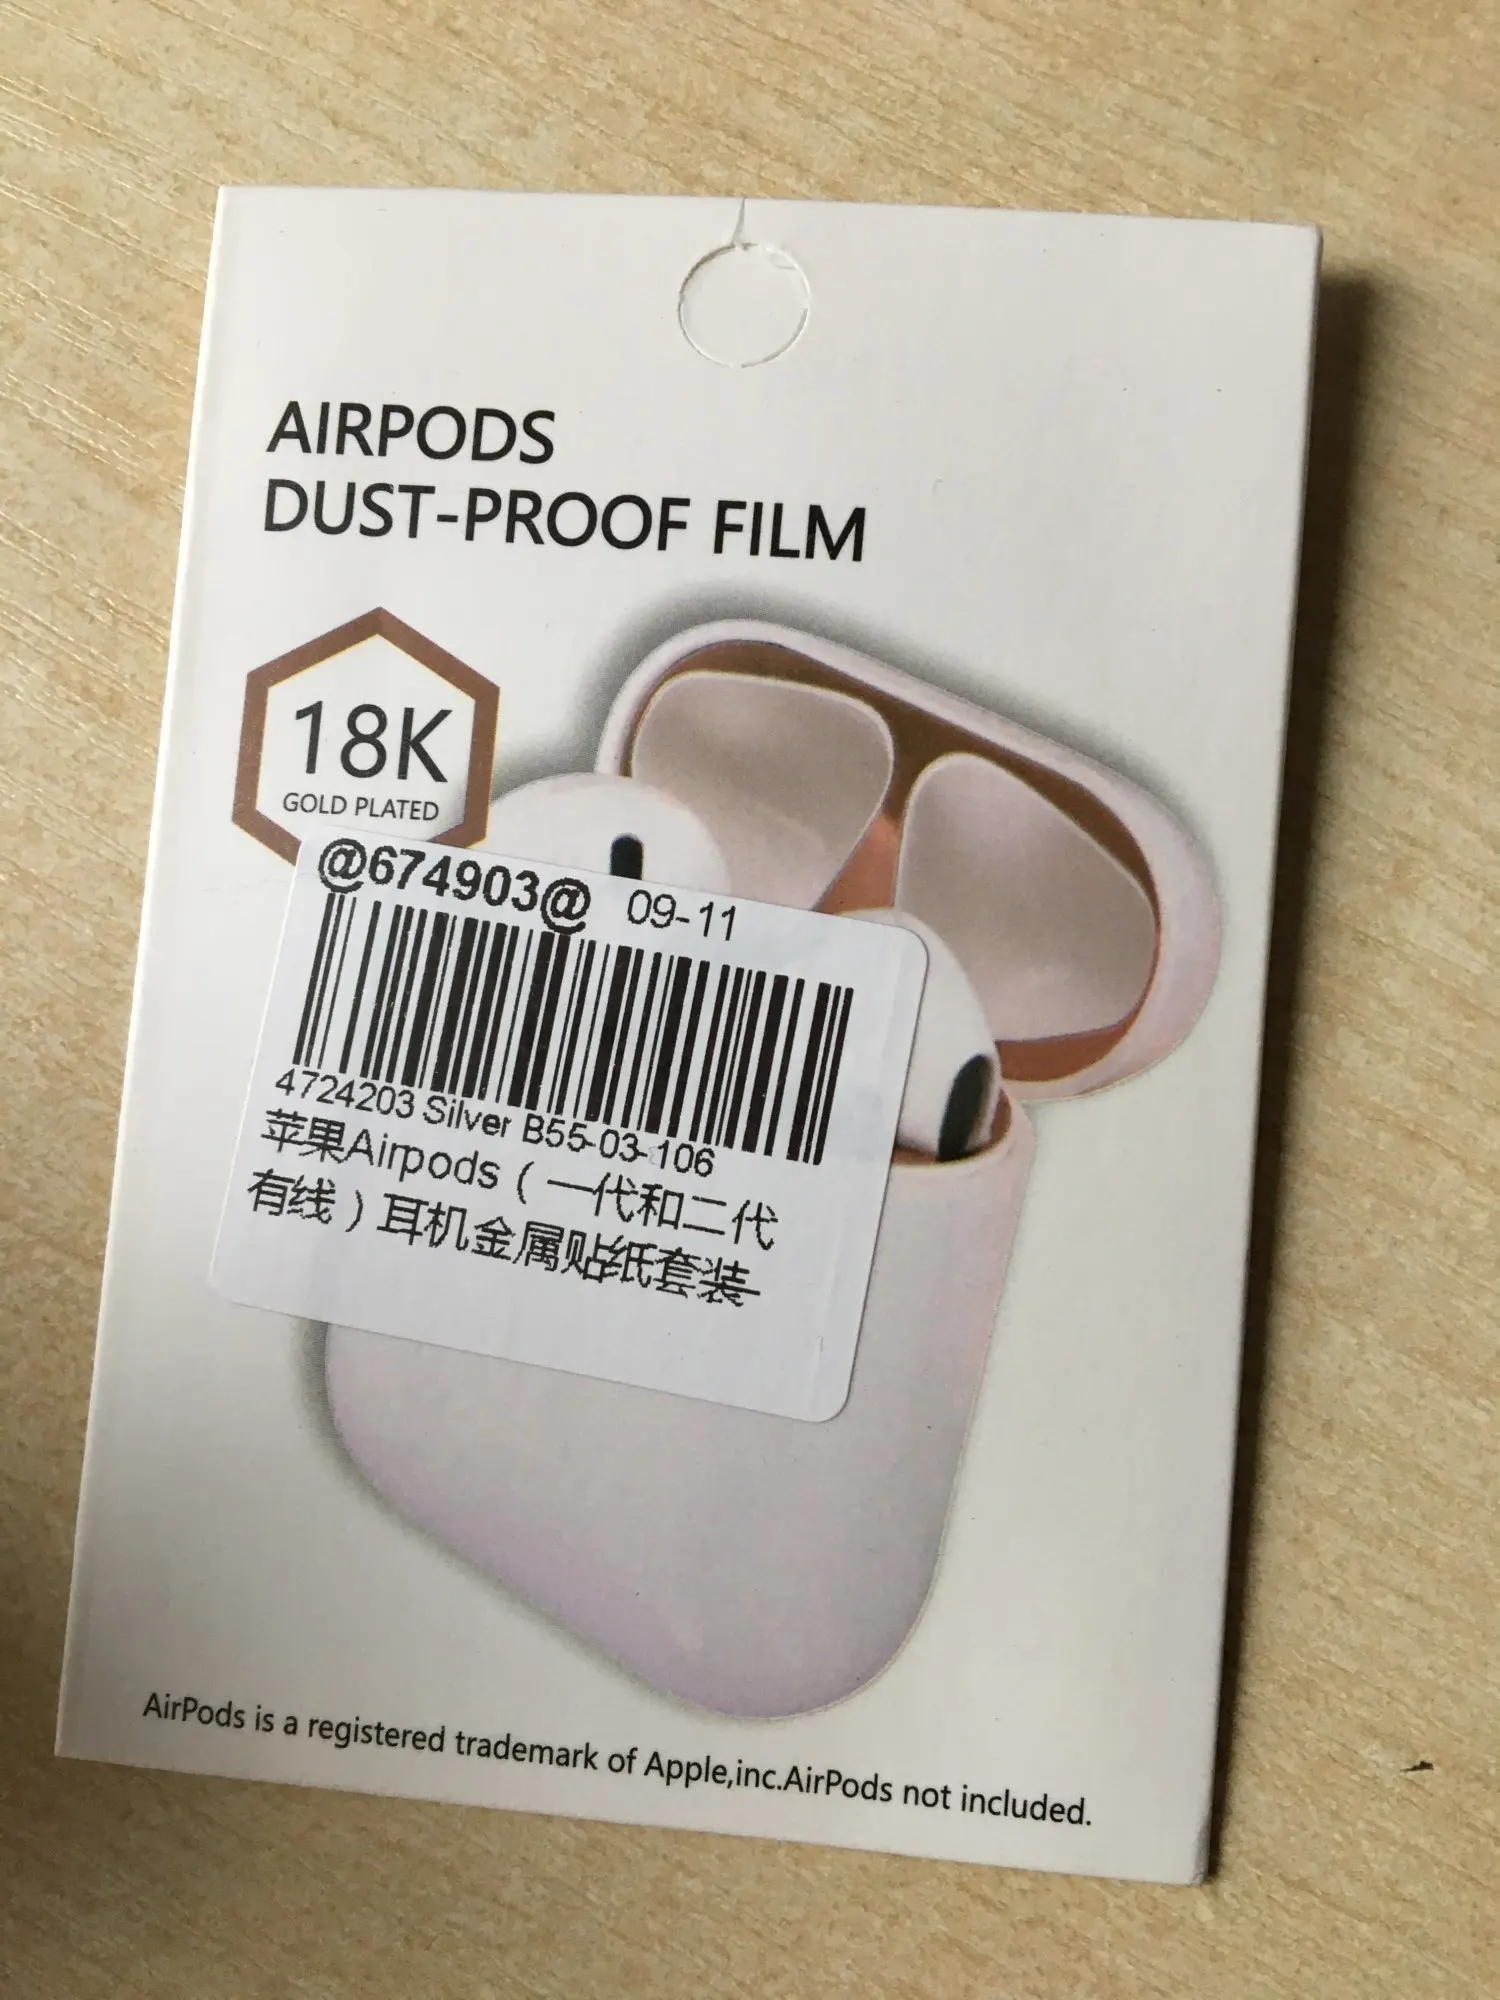 AIRPODS
DUST-PROOF FILM
18K
GOLD PLATED
@674903@ 09-11
4724203 Silver B55-03-106
苹果Airpods（一代和二代
有线）耳机金属贴纸套装
AirPods is a registered trademark of Apple,inc.AirPods not included.